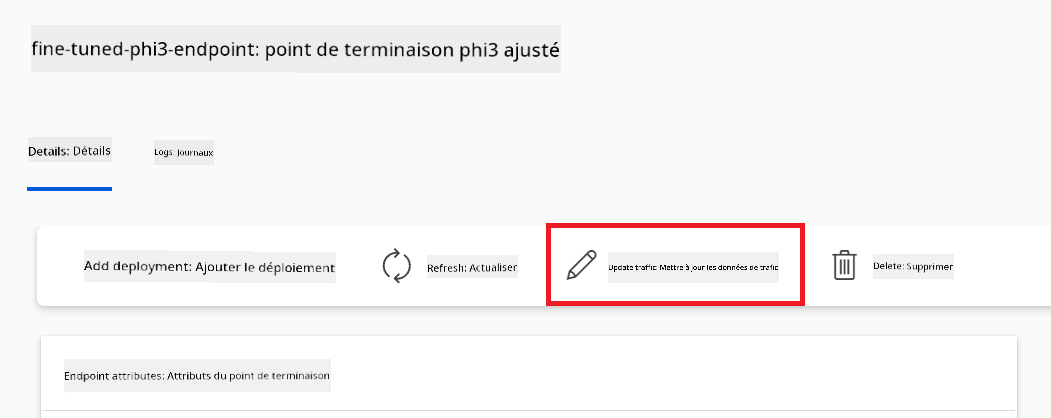 fine-tuned-phi3-endpoint: point de terminaison phi3 ajusté
Details: Détails
Logs: Journaux
Add deployment: Ajouter le déploiement
Refresh: Actualiser
Update traffic: Mettre à jour les données de trafic
Delete: Supprimer
Endpoint attributes: Attributs du point de terminaison